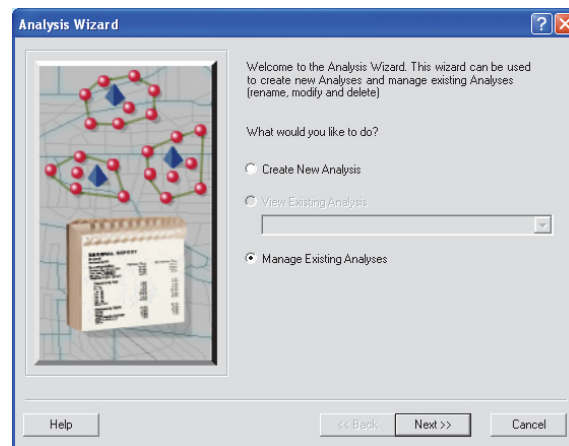 Analysis Wizard
Welcome to the Analysis Wizard. This wizard can be used
to create new Analyses and manage existing Analyses
(rename, modify and delete)
What would you like to do?
Create New Analysis
View Existing Analysis
Manage Existing Analyses
Help
<< Back
Next >>
Cancel